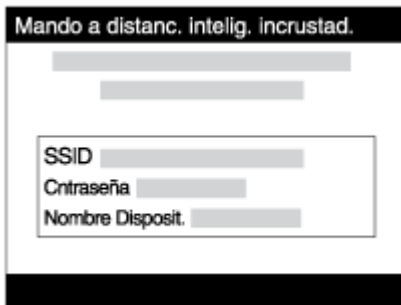 Mando a distanc. intelig. incrustad.
SSID
Cntraseña
Nombre Disposit.